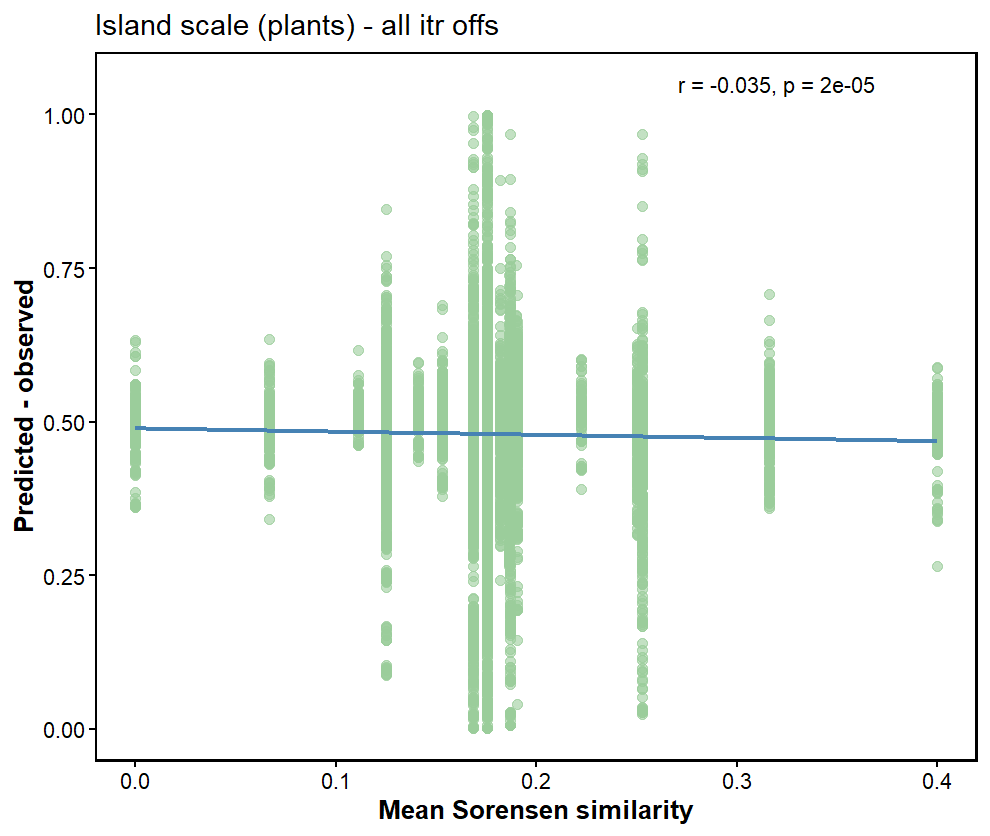 Island scale (plants) - all itr offs
r = -0.035, p = 2e-05
1.00
0.75
0.50
0.25
0.00
Predicted - observed
0.0 0.1 0.2 0.3 0.4
Mean Sorensen similarity